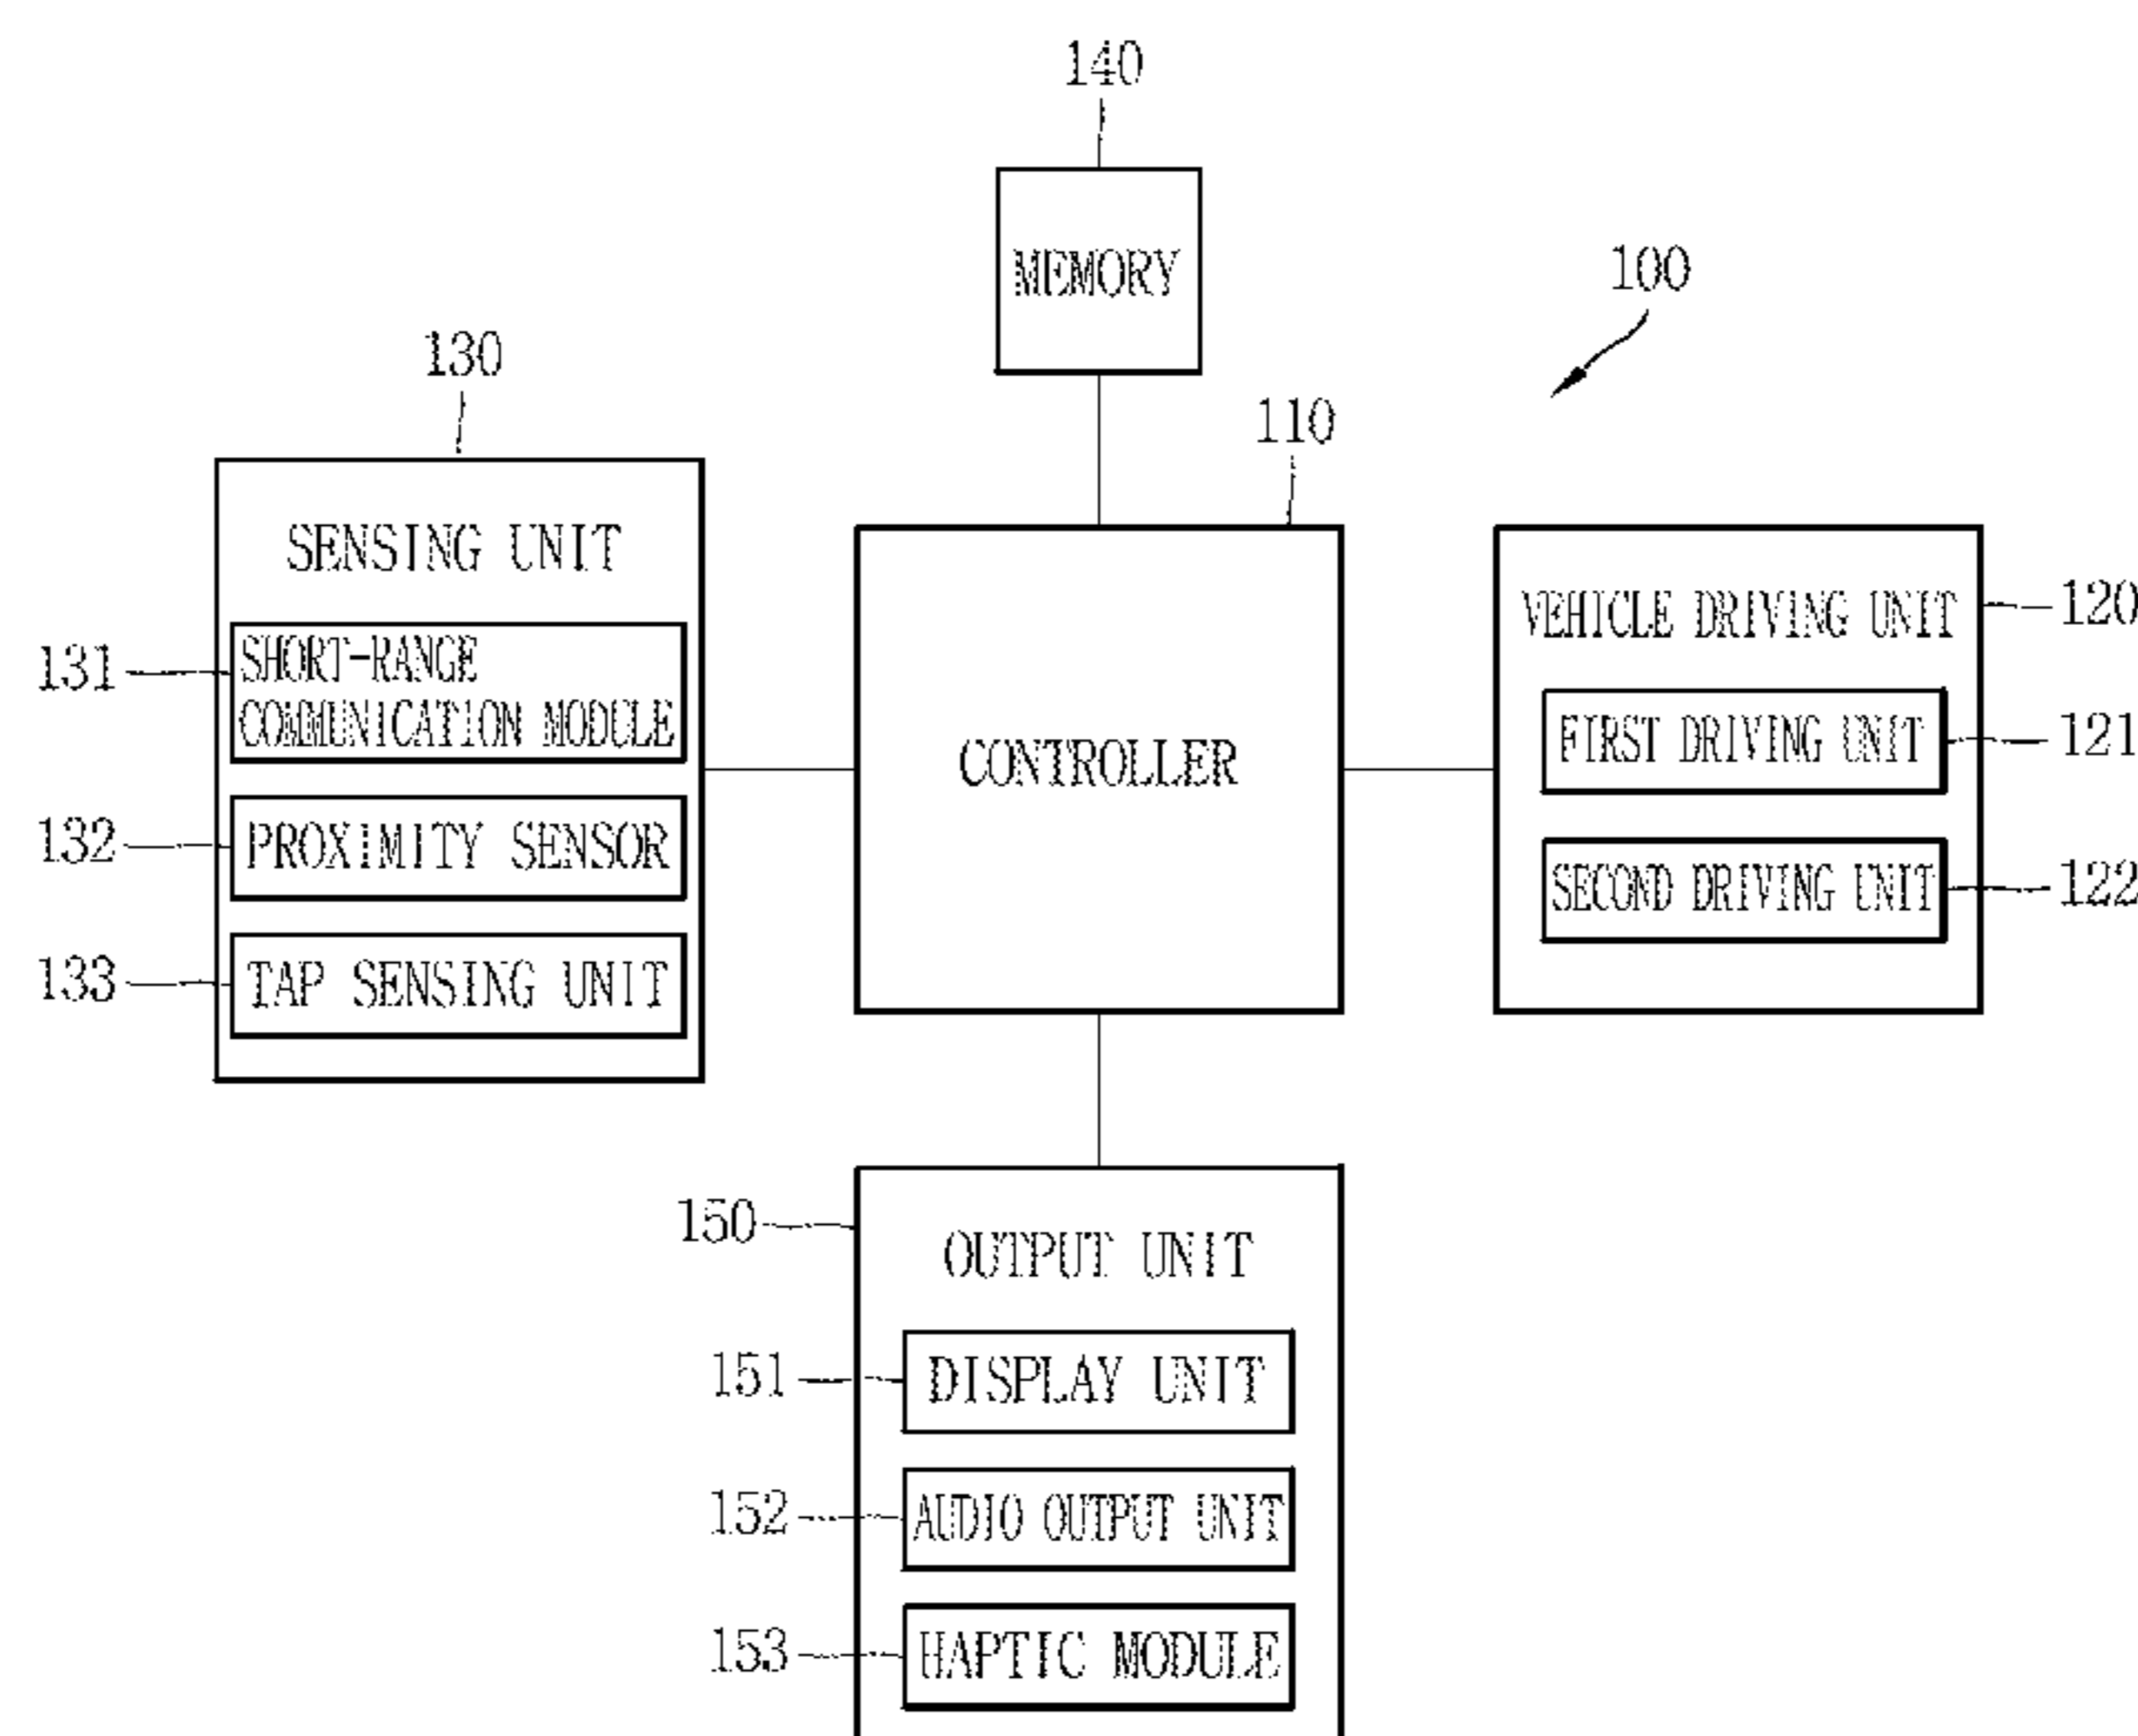 140
MEMORY
100
130
110
SENSING UNIT
131
SHORT-RANGE
COMMUNICATION MODULE
132
PROXIMITY SENSOR
133
TAP SENSING UNIT
CONTROLLER
VEHICLE DRIVING UNIT
120
FIRST DRIVING UNIT
121
SECOND DRIVING UNIT
122
150
OUTPUT UNIT
151
DISPLAY UNIT
152
AUDIO OUTPUT UNIT
153
HAPTIC MODULE